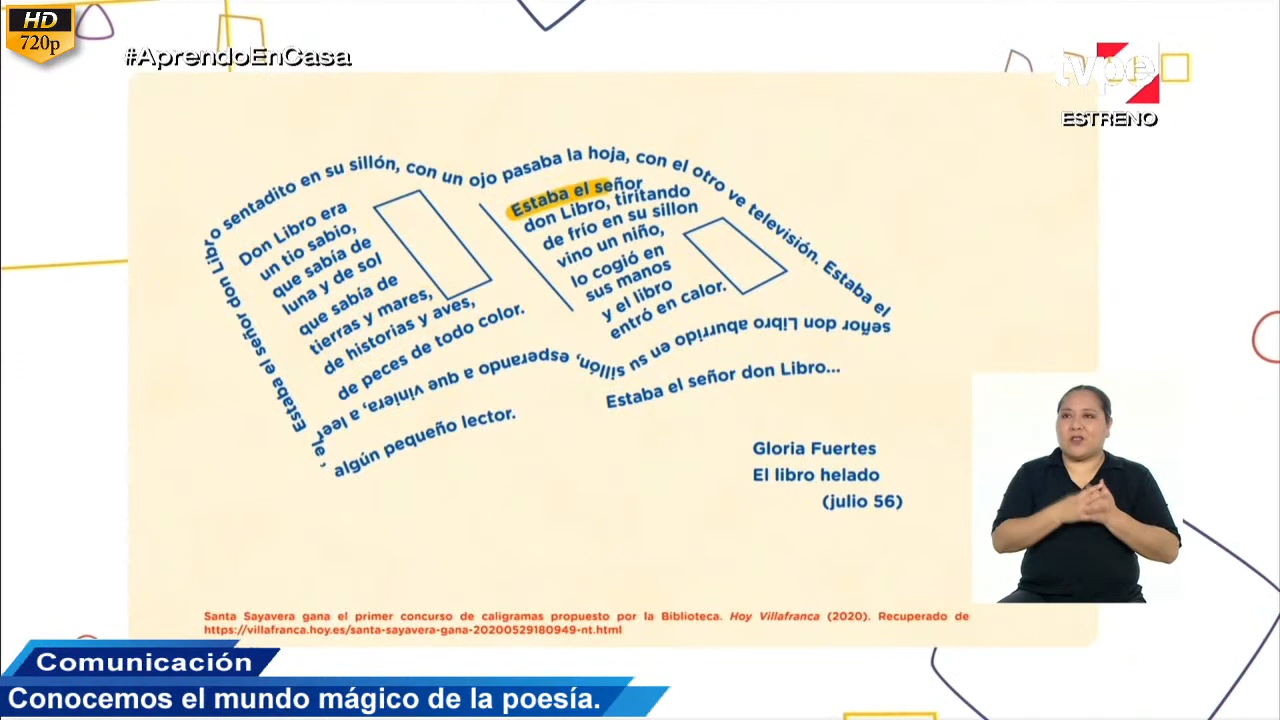 HD
720p
#AprendoEnCasa
tvpe
ESTRENO
Estaba el señor don Libro sentadito en su sillón, con un ojo pasaba la hoja, con el otro ve televisión. Estaba el
señor don Libro aburrido en su sillón, esperando a que viniera, a leerle,
algún pequeño lector.
Don Libro era
un tio sabio,
que sabía de
luna y de sol
que sabía de
tierras y mares,
de historias y aves,
de peces de todo color.
Estaba el señor
don Libro, tiritando
de frío en su sillon
vino un niño,
lo cogió en
sus manos
y el libro
entró en calor.
Estaba el señor don Libro...
Gloria Fuertes
El libro helado
(julio 56)
Santa Sayavera gana el primer concurso de caligramas propuesto por la Biblioteca. Hoy Villafranca (2020). Recuperado de
https://villafranca.hoy.es/santa-sayavera-gana-20200529180949-nt.html
Comunicación
Conocemos el mundo mágico de la poesía.